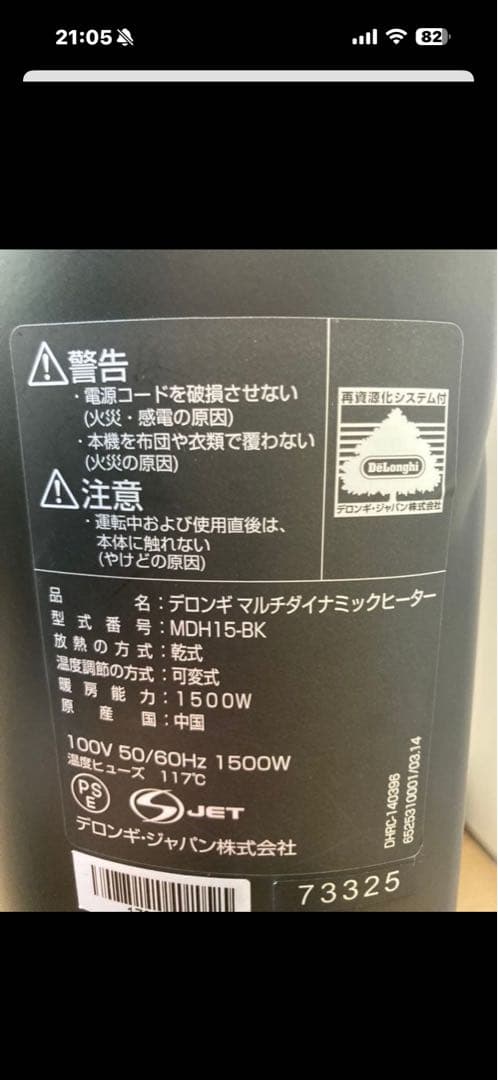 21:05
82
警告
・電源コードを破損させない
(火災・感電の原因)
・本機を布団や衣類で覆わない
(火災の原因)
注意
・運転中および使用直後は、
本体に触れない
(やけどの原因)
再資源化システム付
DeLonghi
デロンギ・ジャパン株式会社
品名：デロンギ マルチダイナミックヒーター
型式番号：MDH15-BK
放熱の方式：乾式
温度調節の方式：可変式
暖房能力：1500W
原産国：中国
100V 50/60Hz 1500W
温度ヒューズ 117℃
PS
E
S JET
デロンギ・ジャパン株式会社
DHRC-140396
6525310001/03.14
73325